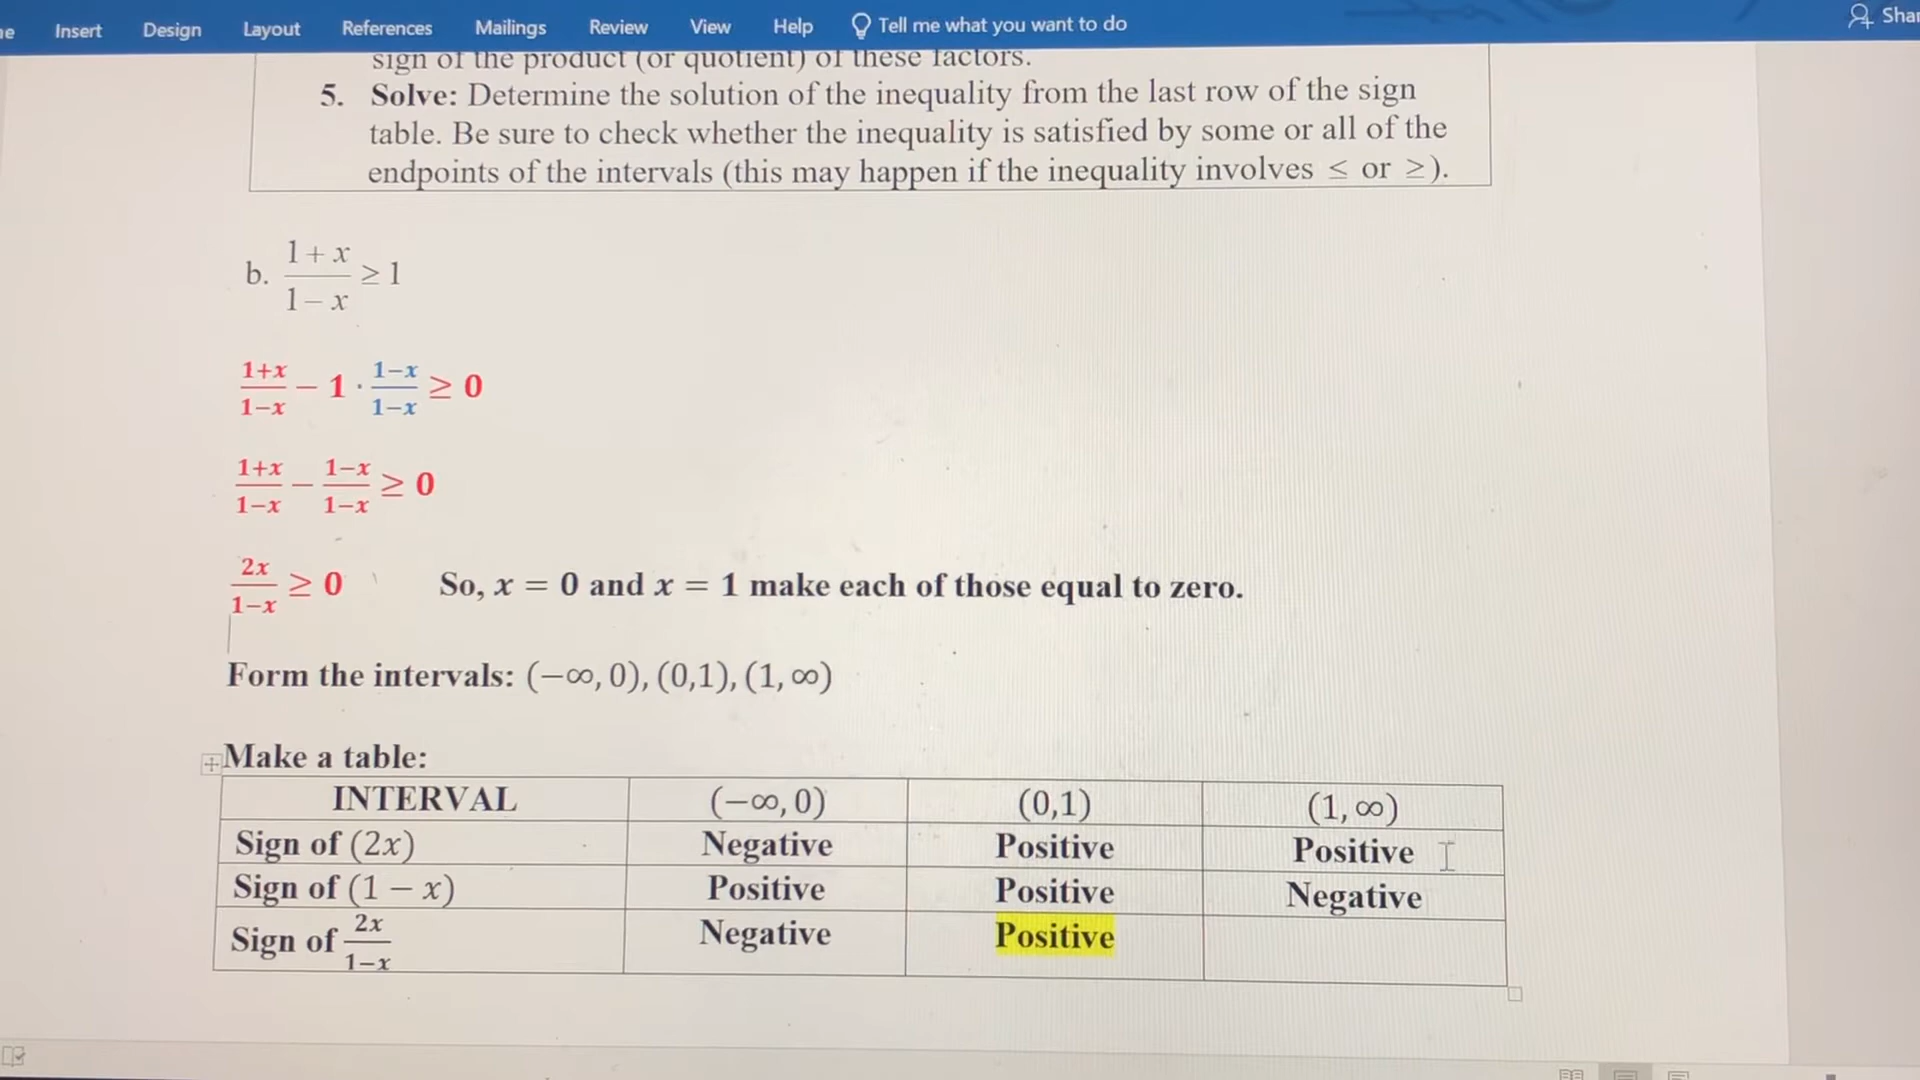 Insert Design Layout References Mailings Review View Help Tell me what you want to do
sign of the product (or quotient) of these factors.
5. Solve: Determine the solution of the inequality from the last row of the sign
table. Be sure to check whether the inequality is satisfied by some or all of the
endpoints of the intervals (this may happen if the inequality involves ≤ or ≥).
b. (1+x)/(1−x) ≥ 1
(1+x)/(1−x) − 1 · (1−x)/(1−x) ≥ 0
(1+x)/(1−x) − (1−x)/(1−x) ≥ 0
2x/(1−x) ≥ 0 So, x = 0 and x = 1 make each of those equal to zero.
Form the intervals: (−∞, 0), (0,1), (1, ∞)
Make a table:
INTERVAL (−∞, 0) (0,1) (1, ∞)
Sign of (2x) Negative Positive Positive
Sign of (1 − x) Positive Positive Negative
Sign of 2x/(1−x) Negative Positive